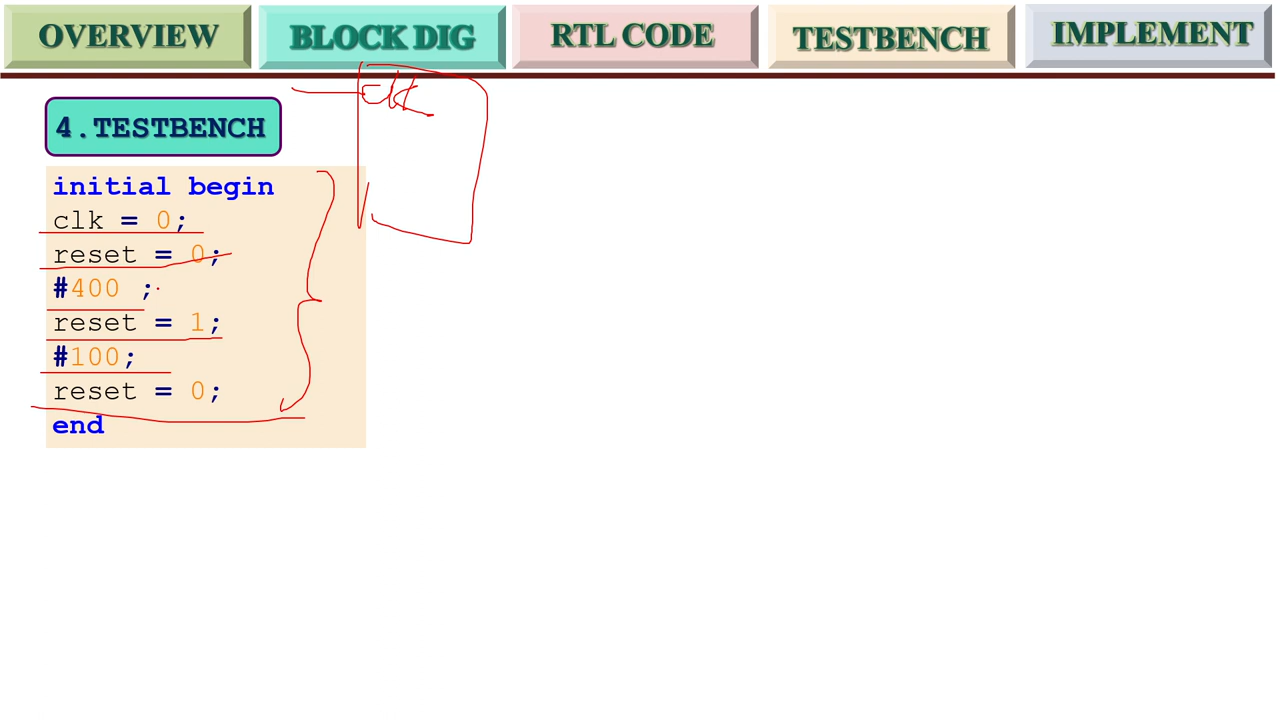 OVERVIEW BLOCK DIG RTL CODE TESTBENCH IMPLEMENT
clk
4.TESTBENCH
initial begin
clk = 0;
reset = 0;
#400 ;
reset = 1;
#100;
reset = 0;
end